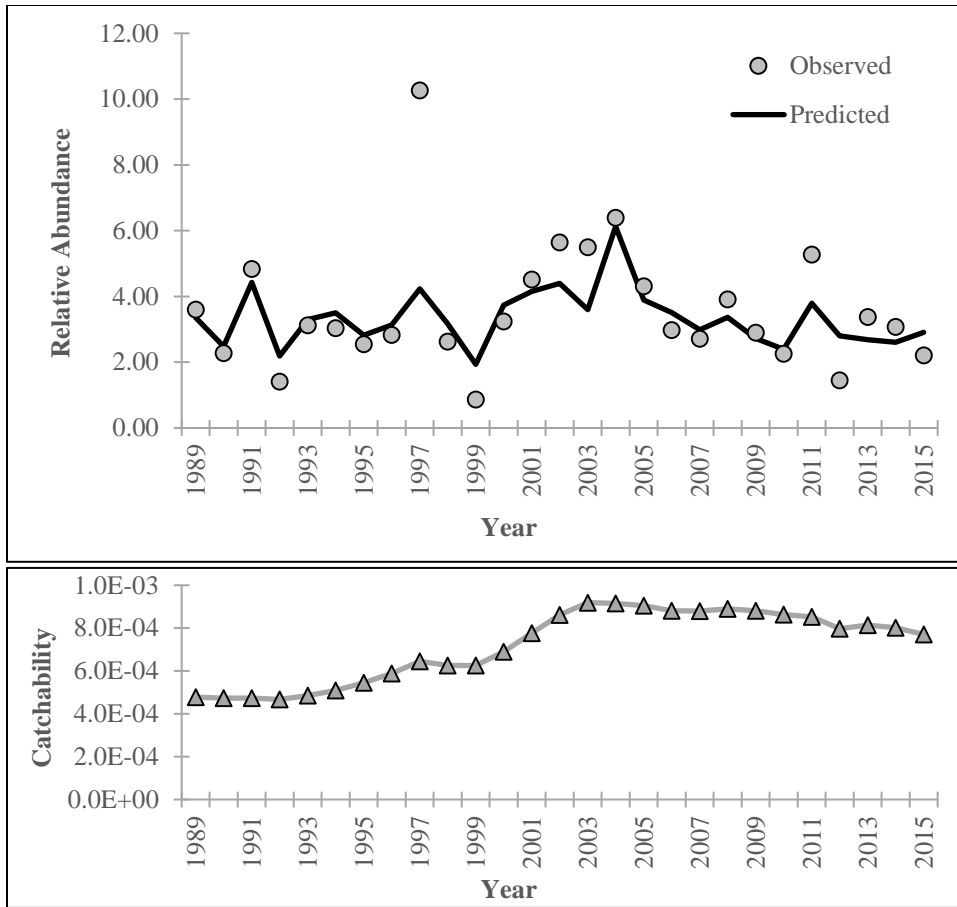 12.00
10.00
8.00
6.00
4.00
2.00
0.00
Relative Abundance
Observed
Predicted
1989
1991
1993
1995
1997
1999
2001
2003
2005
2007
2009
2011
2013
2015
Year
1.0E-03
8.0E-04
6.0E-04
4.0E-04
2.0E-04
0.0E+00
Catchability
1989
1991
1993
1995
1997
1999
2001
2003
2005
2007
2009
2011
2013
2015
Year